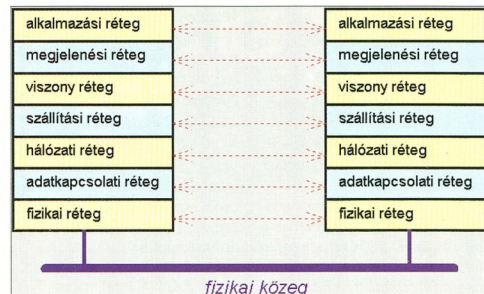 alkalmazási réteg
megjelenési réteg
viszony réteg
szállítási réteg
hálózati réteg
adatkapcsolati réteg
fizikai réteg
alkalmazási réteg
megjelenési réteg
viszony réteg
szállítási réteg
hálózati réteg
adatkapcsolati réteg
fizikai réteg
fizikai közeg